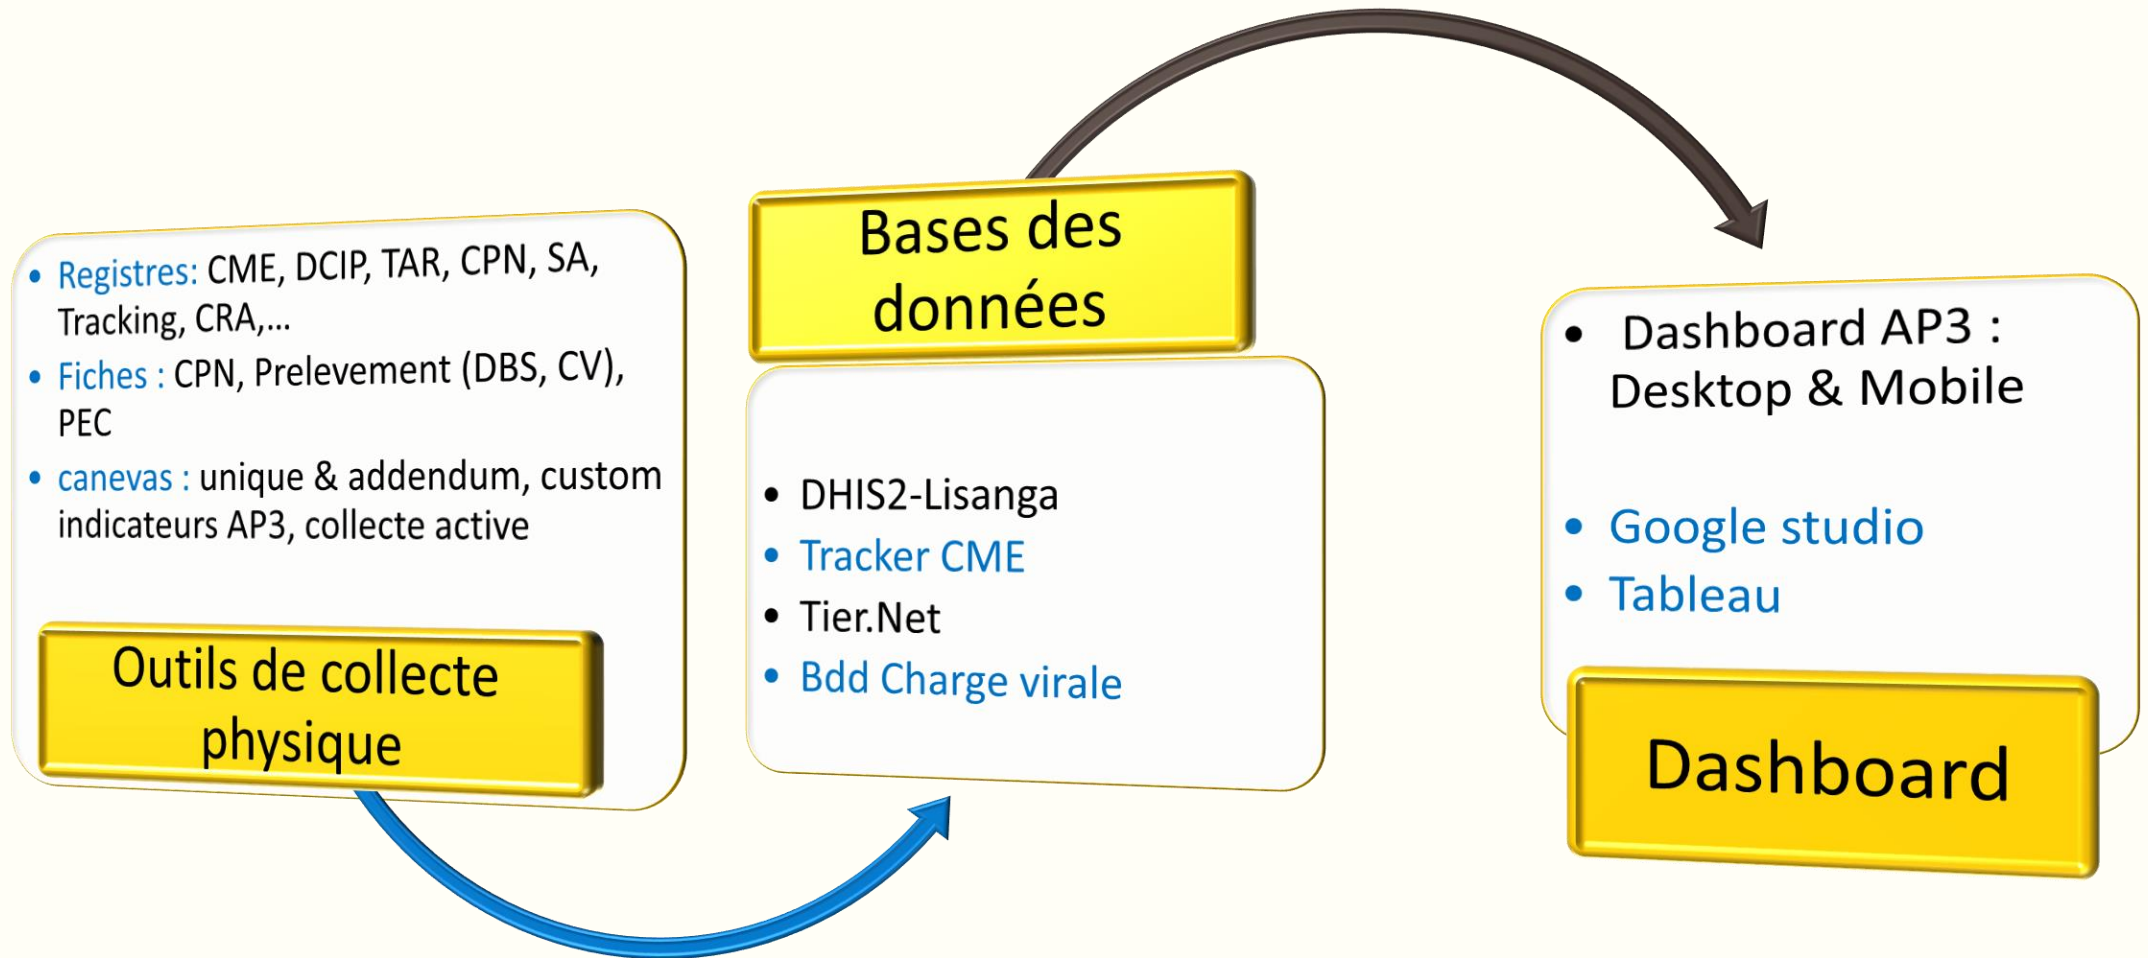 • Registres: CME, DCIP, TAR, CPN, SA,
Tracking, CRA,...
• Fiches : CPN, Prelevement (DBS, CV),
PEC
• canevas : unique & addendum, custom
indicateurs AP3, collecte active
Outils de collecte
physique
Bases des
données
• DHIS2-Lisanga
• Tracker CME
• Tier.Net
• Bdd Charge virale
• Dashboard AP3 :
Desktop & Mobile
• Google studio
• Tableau
Dashboard